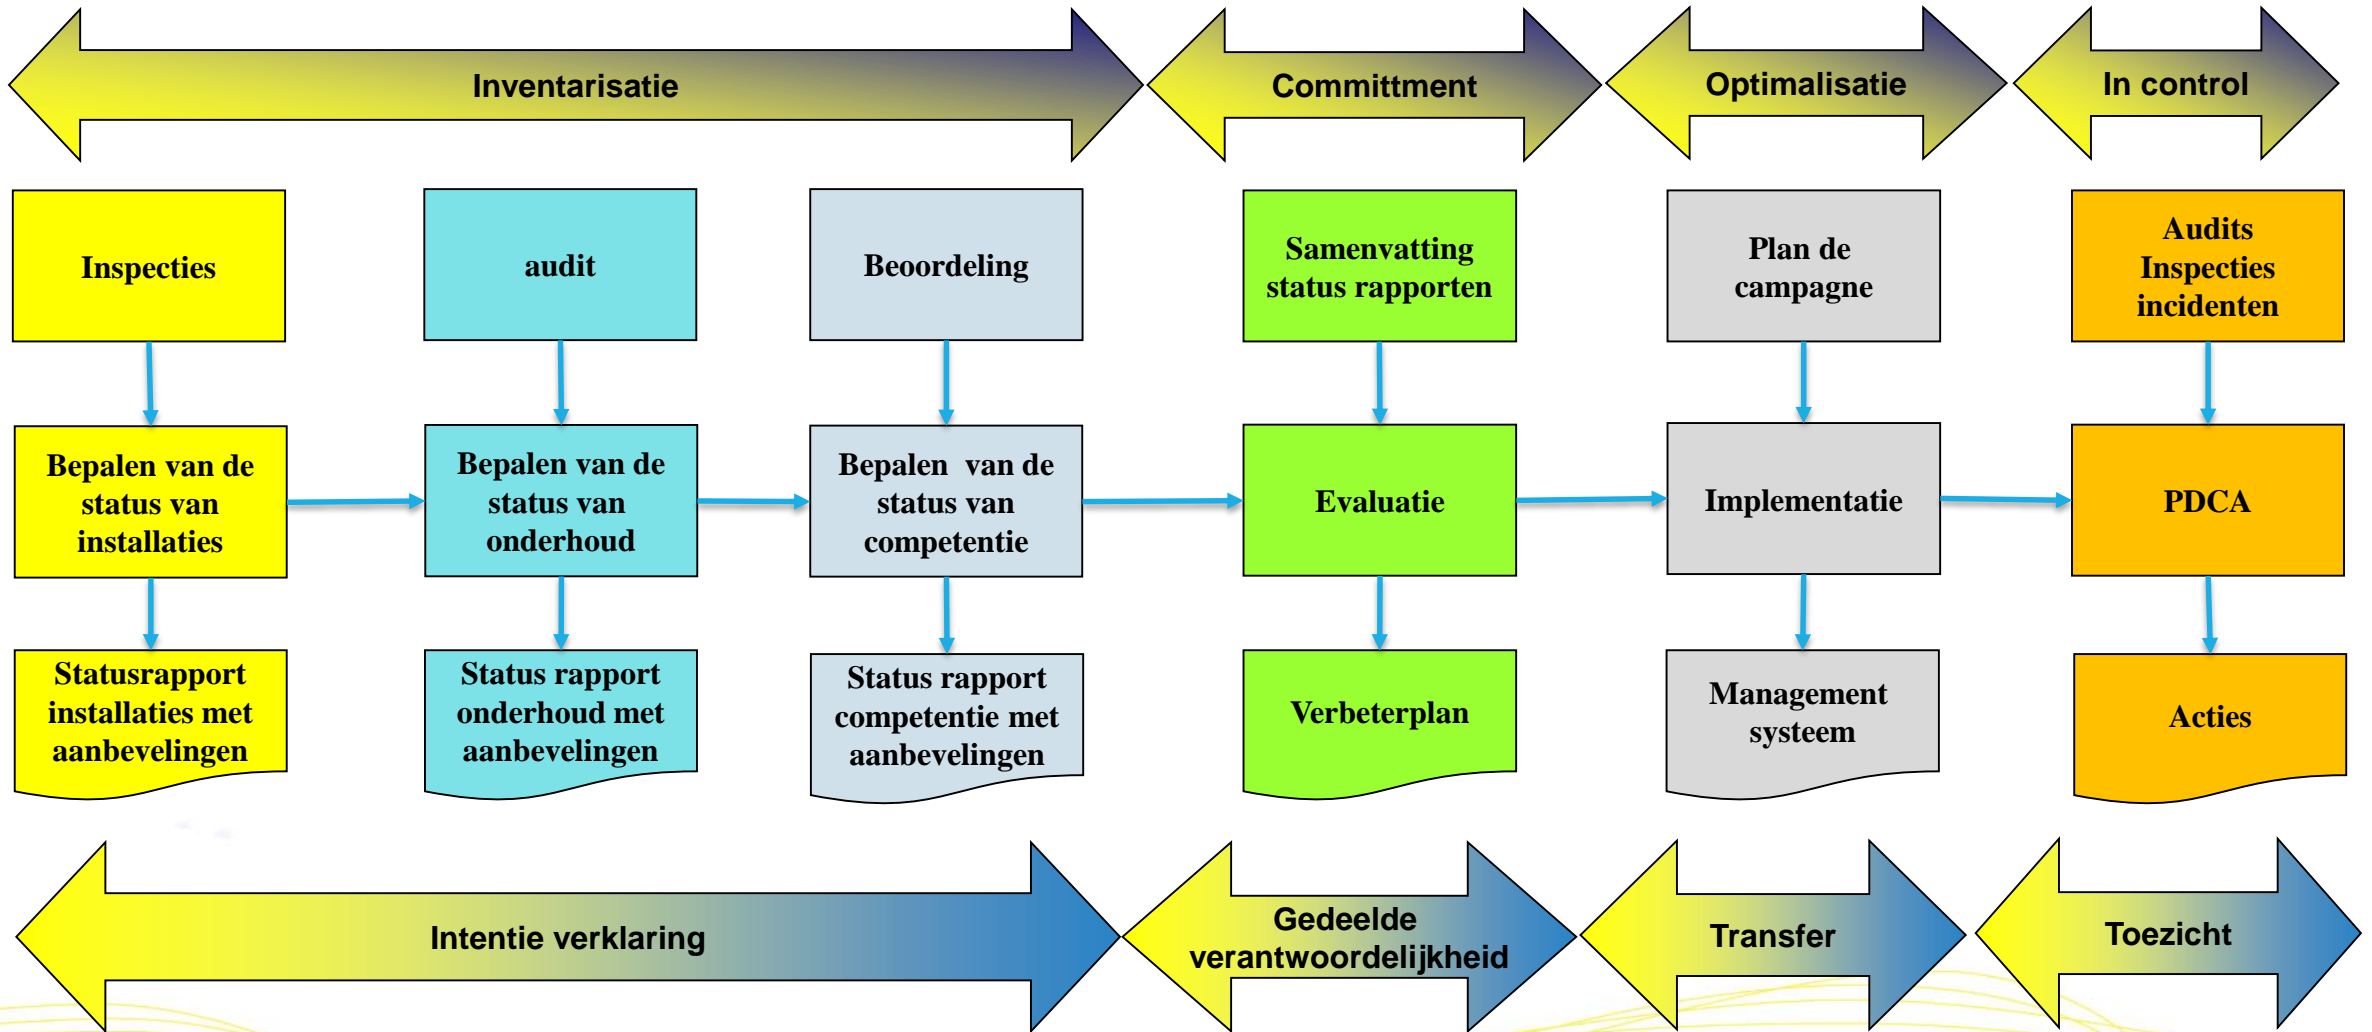 Inventarisatie
Committment
Optimalisatie
In control
Inspecties
audit
Beoordeling
Samenvatting
status rapporten
Plan de
campagne
Audits
Inspecties
incidenten
Bepalen van de
status van
installaties
Bepalen van de
status van
onderhoud
Bepalen  van de
status van
competentie
Evaluatie
Implementatie
PDCA
Statusrapport
installaties met
aanbevelingen
Status rapport
onderhoud met
aanbevelingen
Status rapport
competentie met
aanbevelingen
Verbeterplan
Management
systeem
Acties
Intentie verklaring
Gedeelde
verantwoordelijkheid
Transfer
Toezicht